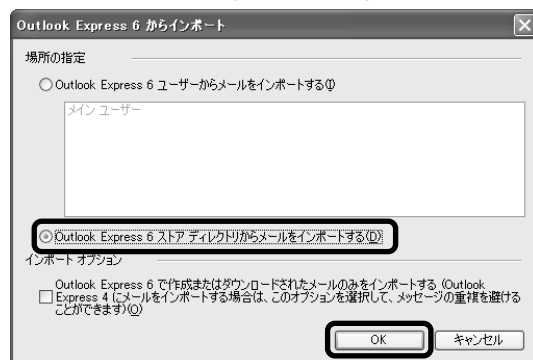 Outlook Express 6 からインポート
場所の指定
Outlook Express 6 ユーザーからメールをインポートする(I)
メイン ユーザー
Outlook Express 6 ストア ディレクトリからメールをインポートする(D)
インポート オプション
Outlook Express 6 で作成またはダウンロードされたメールのみをインポートする (Outlook
Express 4 にメールをインポートする場合は、このオプションを選択して、メッセージの重複を避ける
ことができます)(O)
OK キャンセル